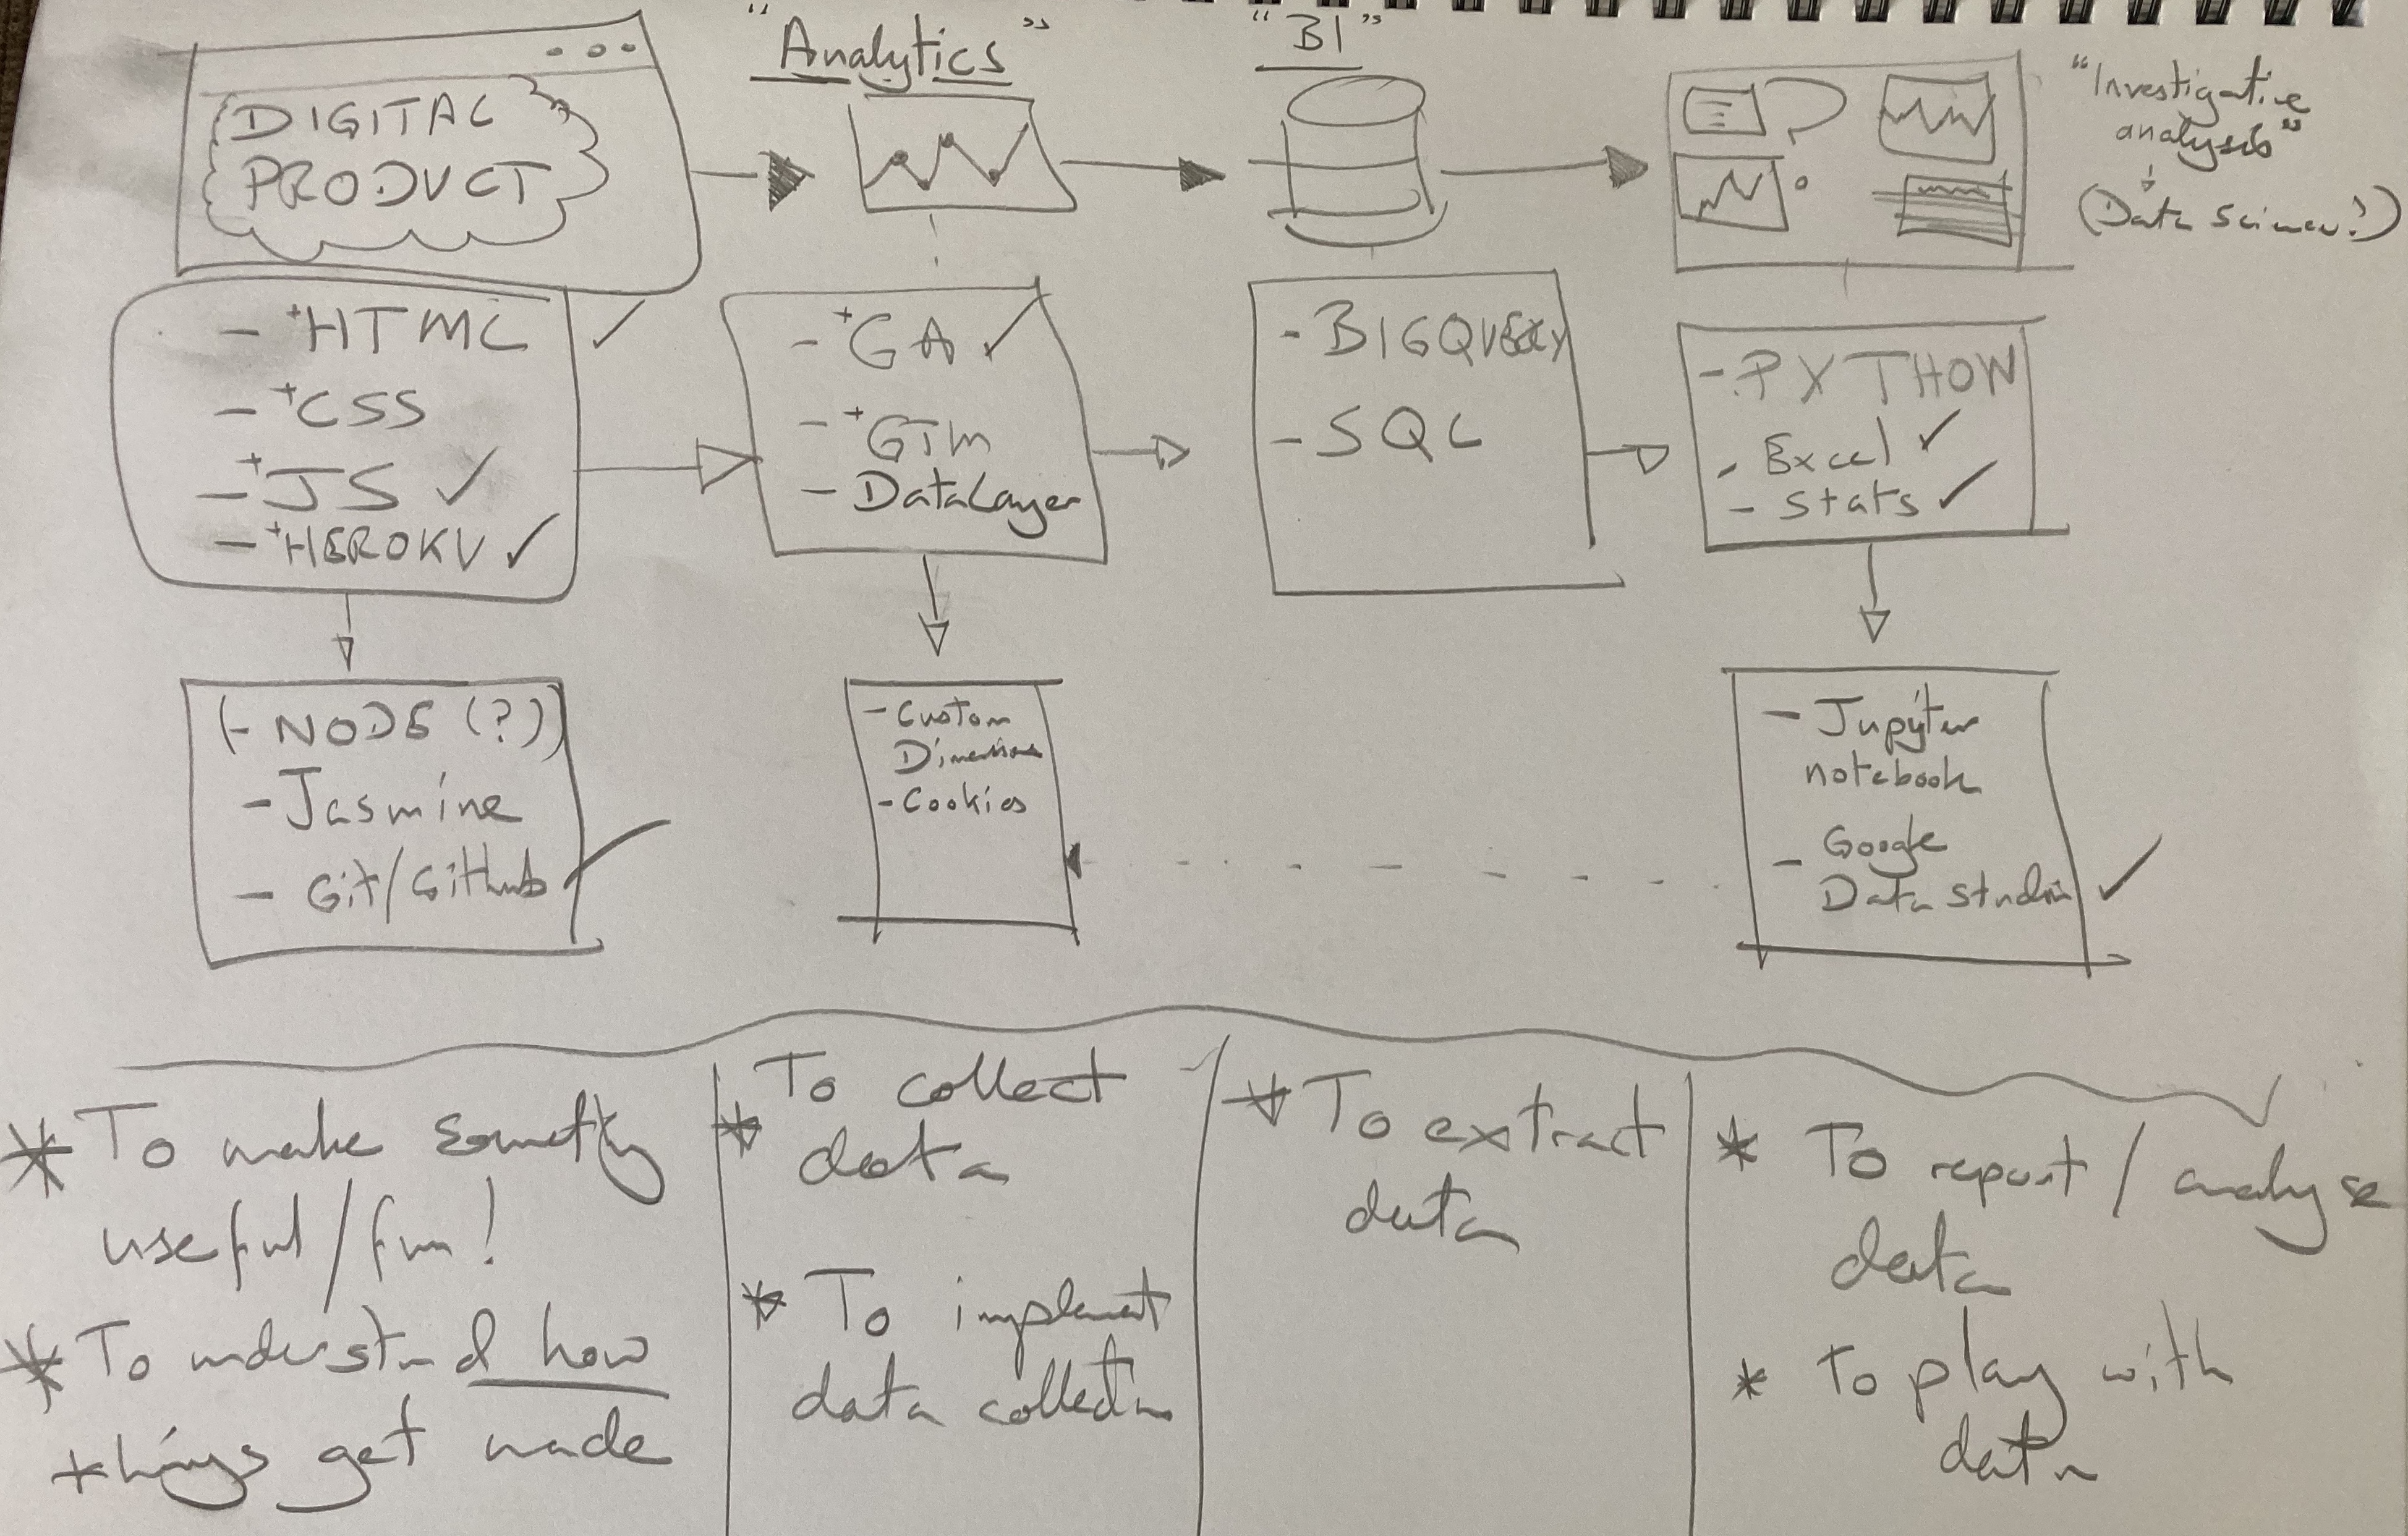 "Analytics"
"BI"
"Investigative
analysis"
(Data Science?)
DIGITAL
PRODUCT
- +HTML ✓
- +CSS
- +JS ✓
- +HEROKU ✓
- +GA ✓
- +GTM
- DataLayer
- BIGQUERY
- SQL
- PYTHON
- Excel ✓
- Stats ✓
(- NODE (?))
- Jasmine
- Git/GitHub ✓
- Custom
Dimensions
- Cookies
- Jupyter
notebook
- Google
Data Studio ✓
* To make something
useful/fun!
* To understand how
things get made
* To collect
data
* To implement
data collection
* To extract
data
* To report / analyse
data
* To play with
data